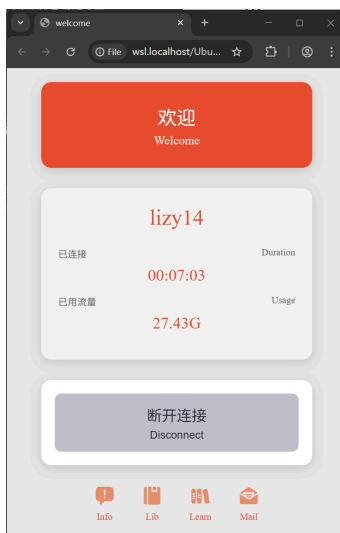 welcome
File
wsl.localhost/Ubu...
欢迎
Welcome
lizy14
已连接 Duration
00:07:03
已用流量 Usage
27.43G
断开连接
Disconnect
Info Lib Learn Mail